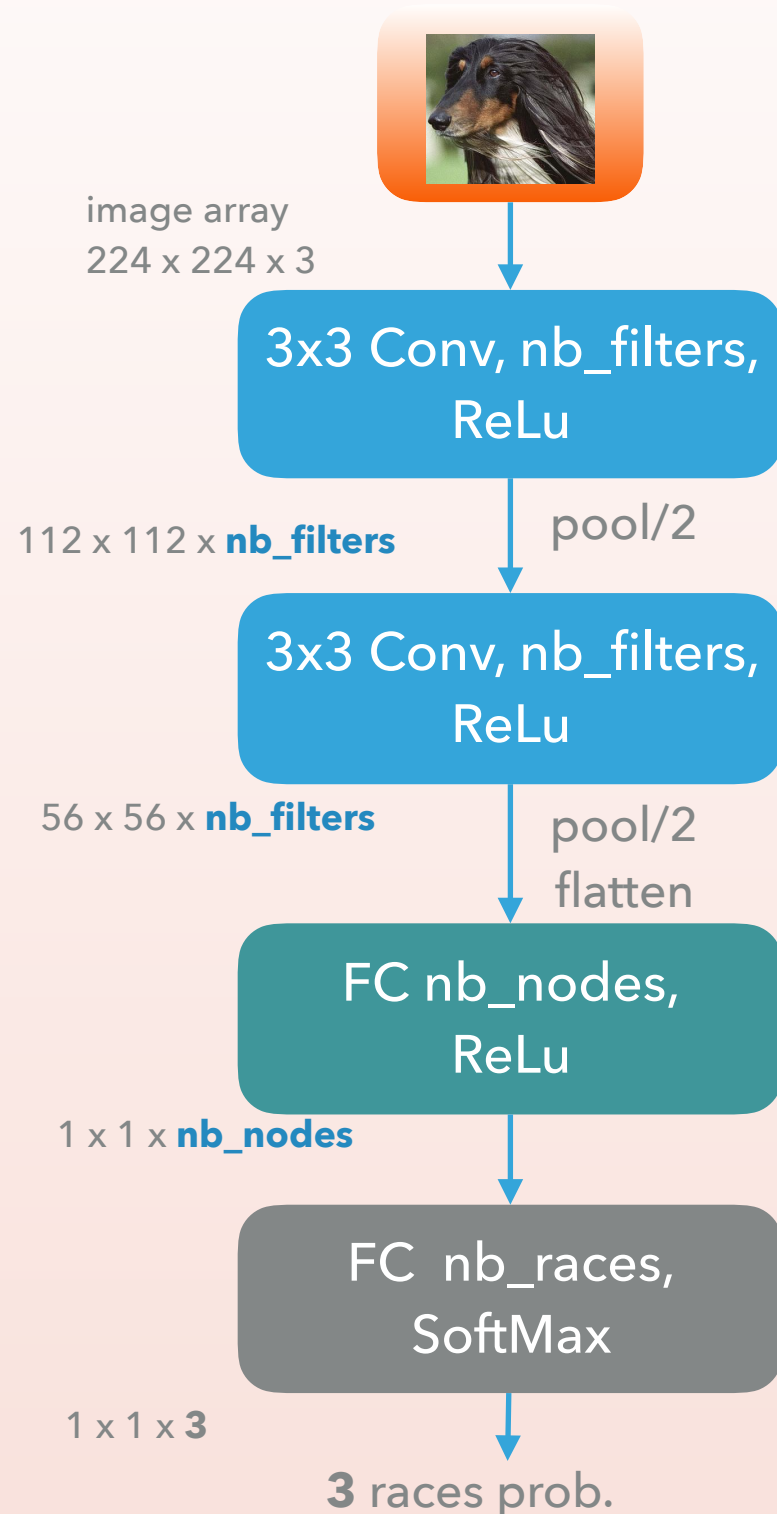 image array
224 x 224 x 3
3x3 Conv, nb_filters,
ReLu
112 x 112 x nb_filters
pool/2
3x3 Conv, nb_filters,
ReLu
56 x 56 x nb_filters
pool/2
flatten
FC nb_nodes,
ReLu
1 x 1 x nb_nodes
FC nb_races,
SoftMax
1 x 1 x 3
3 races prob.